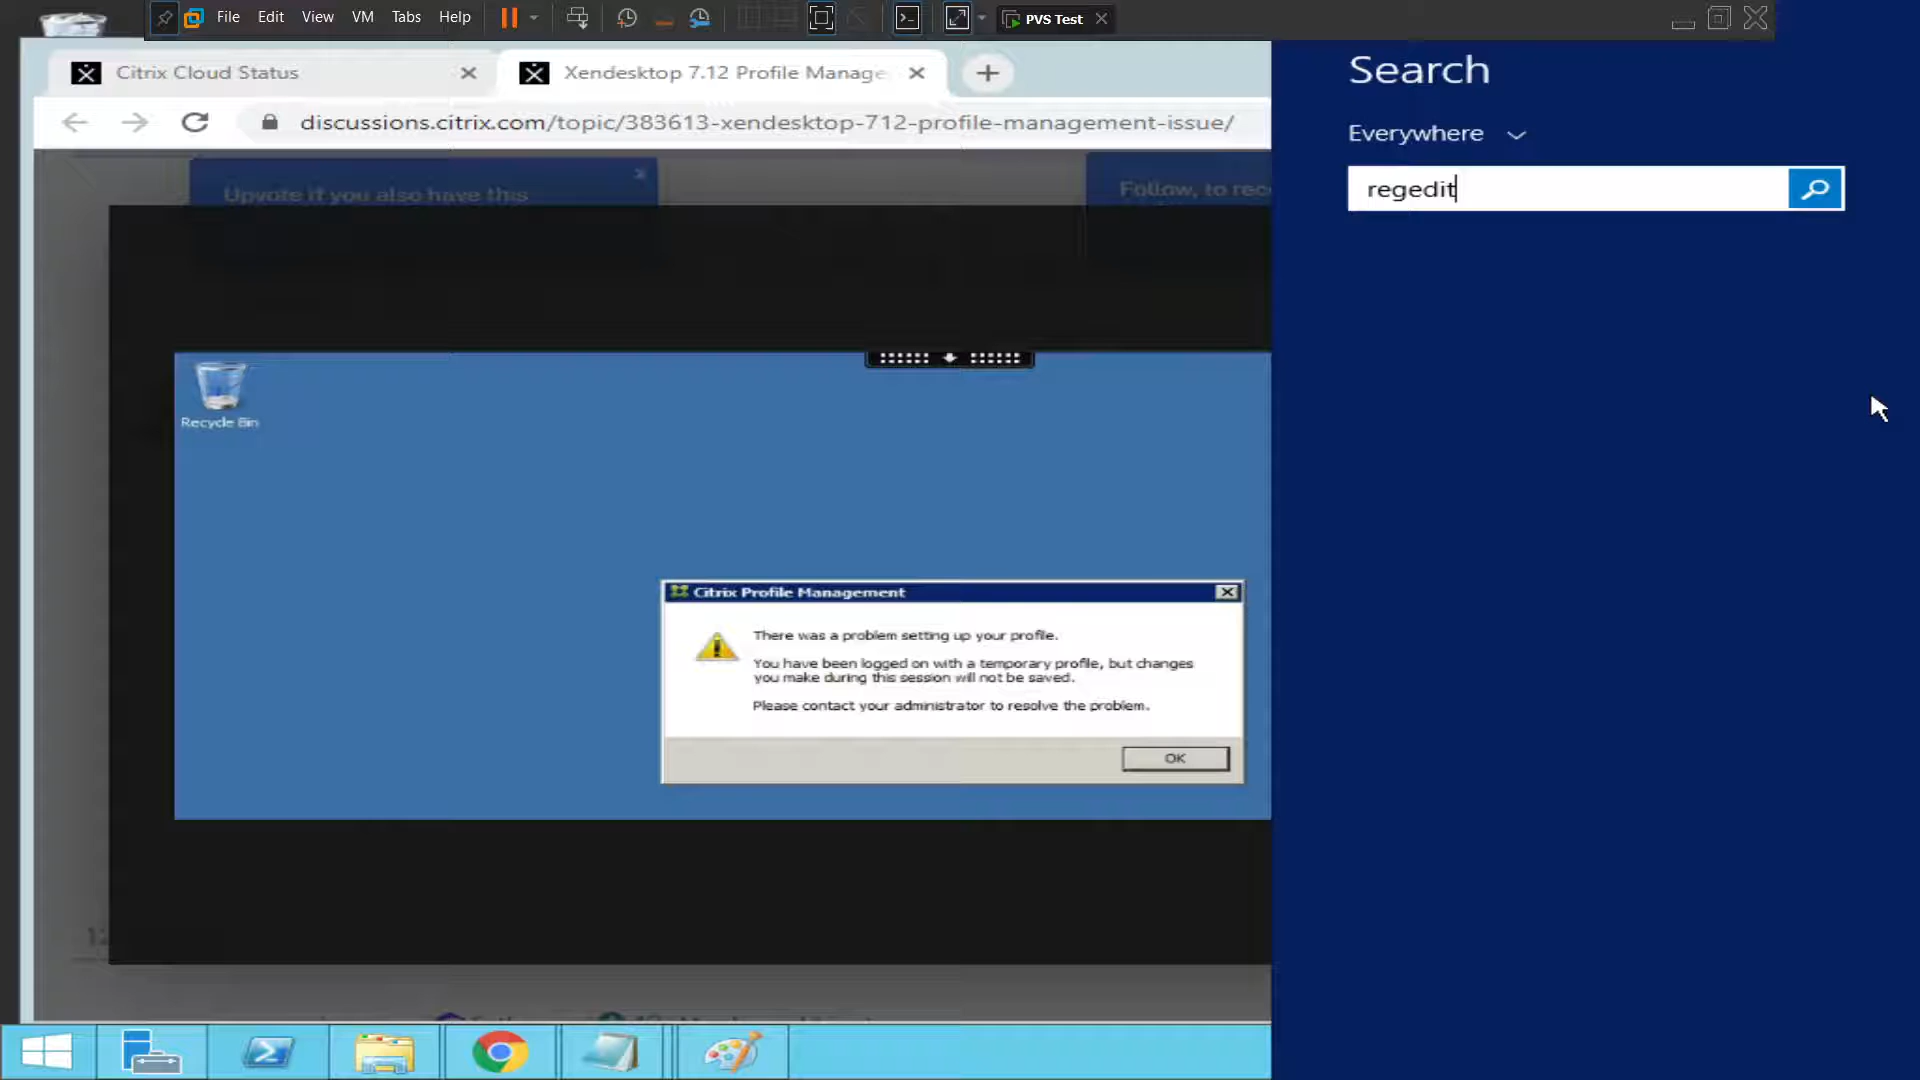 File Edit View VM Tabs Help
PVS Test
Citrix Cloud Status
Xendesktop 7.12 Profile Manage
discussions.citrix.com/topic/383613-xendesktop-712-profile-management-issue/
Upvote if you also have this
Follow, to rec
Recycle Bin
Citrix Profile Management
There was a problem setting up your profile.
You have been logged on with a temporary profile, but changes
you make during this session will not be saved.
Please contact your administrator to resolve the problem.
OK
Search
Everywhere
regedit